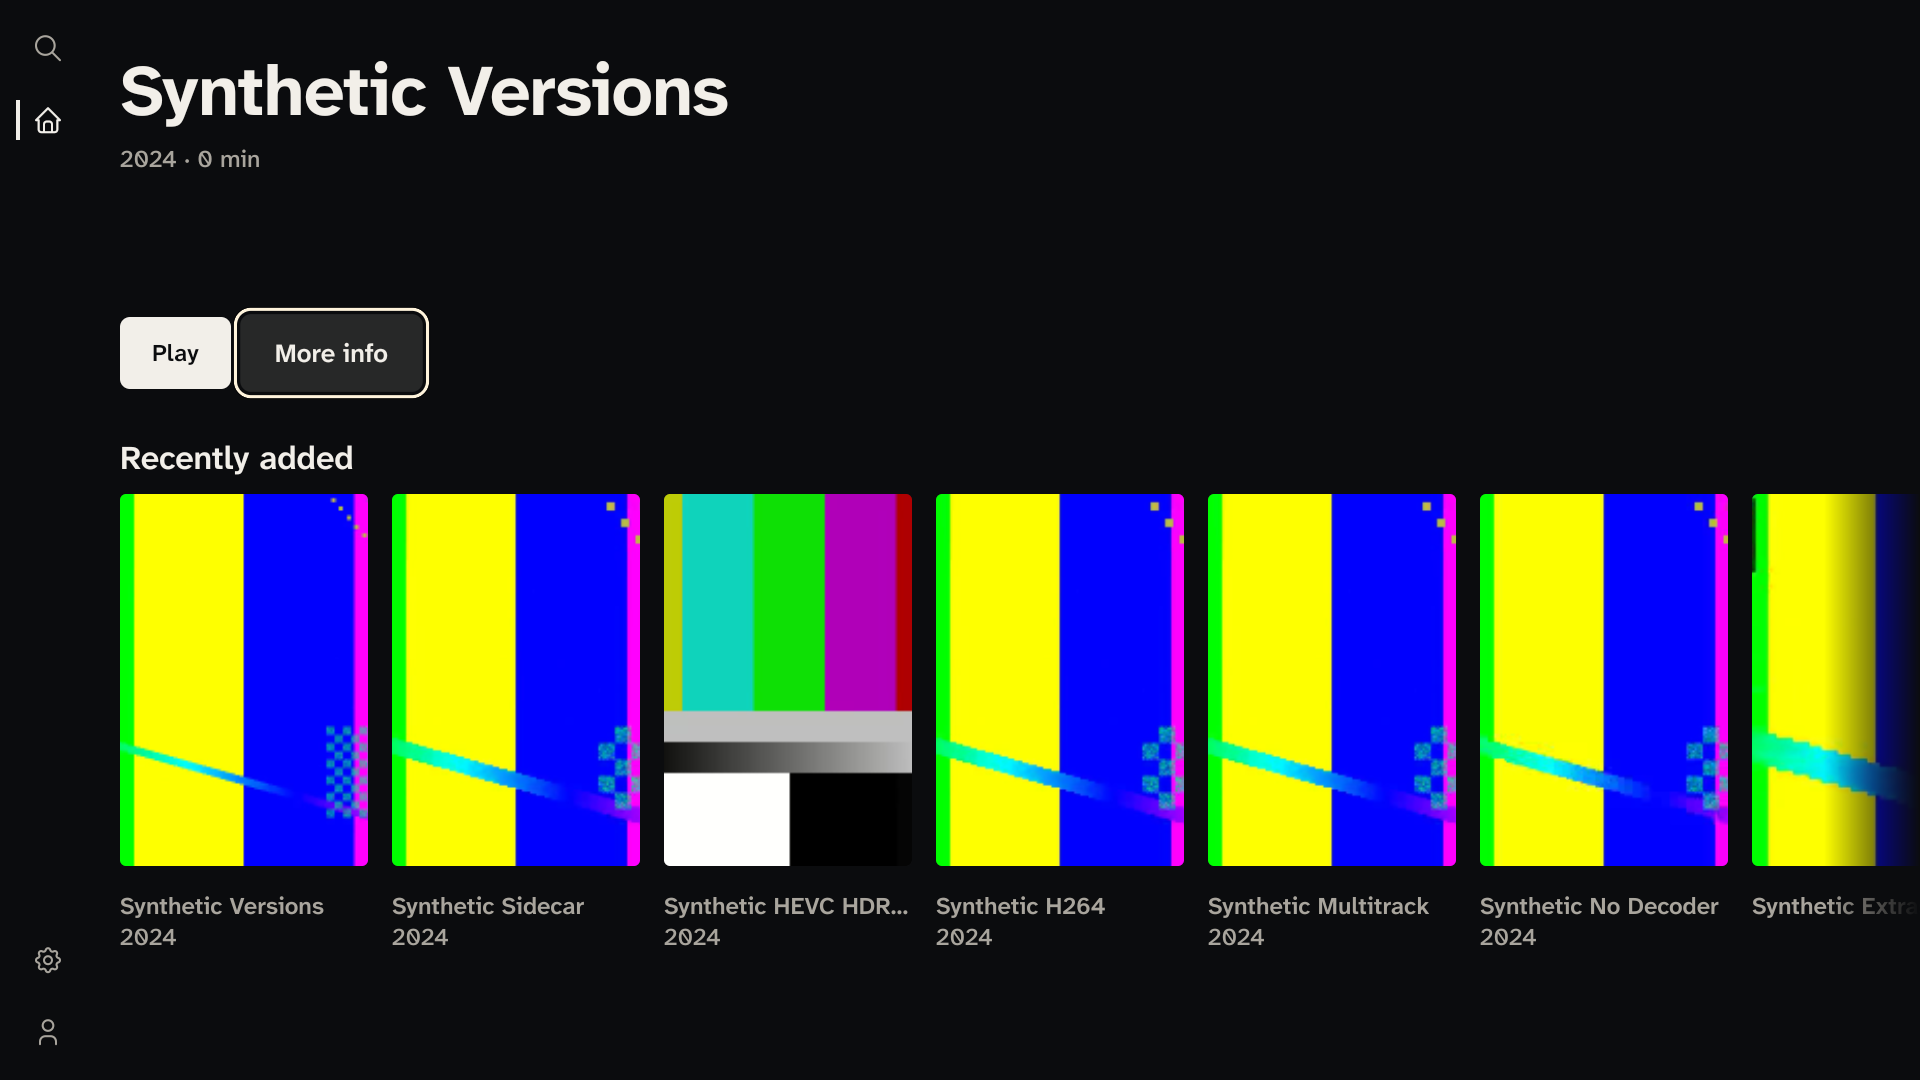 Synthetic Versions
2024 · 0 min
Play
More info
Recently added
Synthetic Versions
2024
Synthetic Sidecar
2024
Synthetic HEVC HDR...
2024
Synthetic H264
2024
Synthetic Multitrack
2024
Synthetic No Decoder
2024
Synthetic Extra